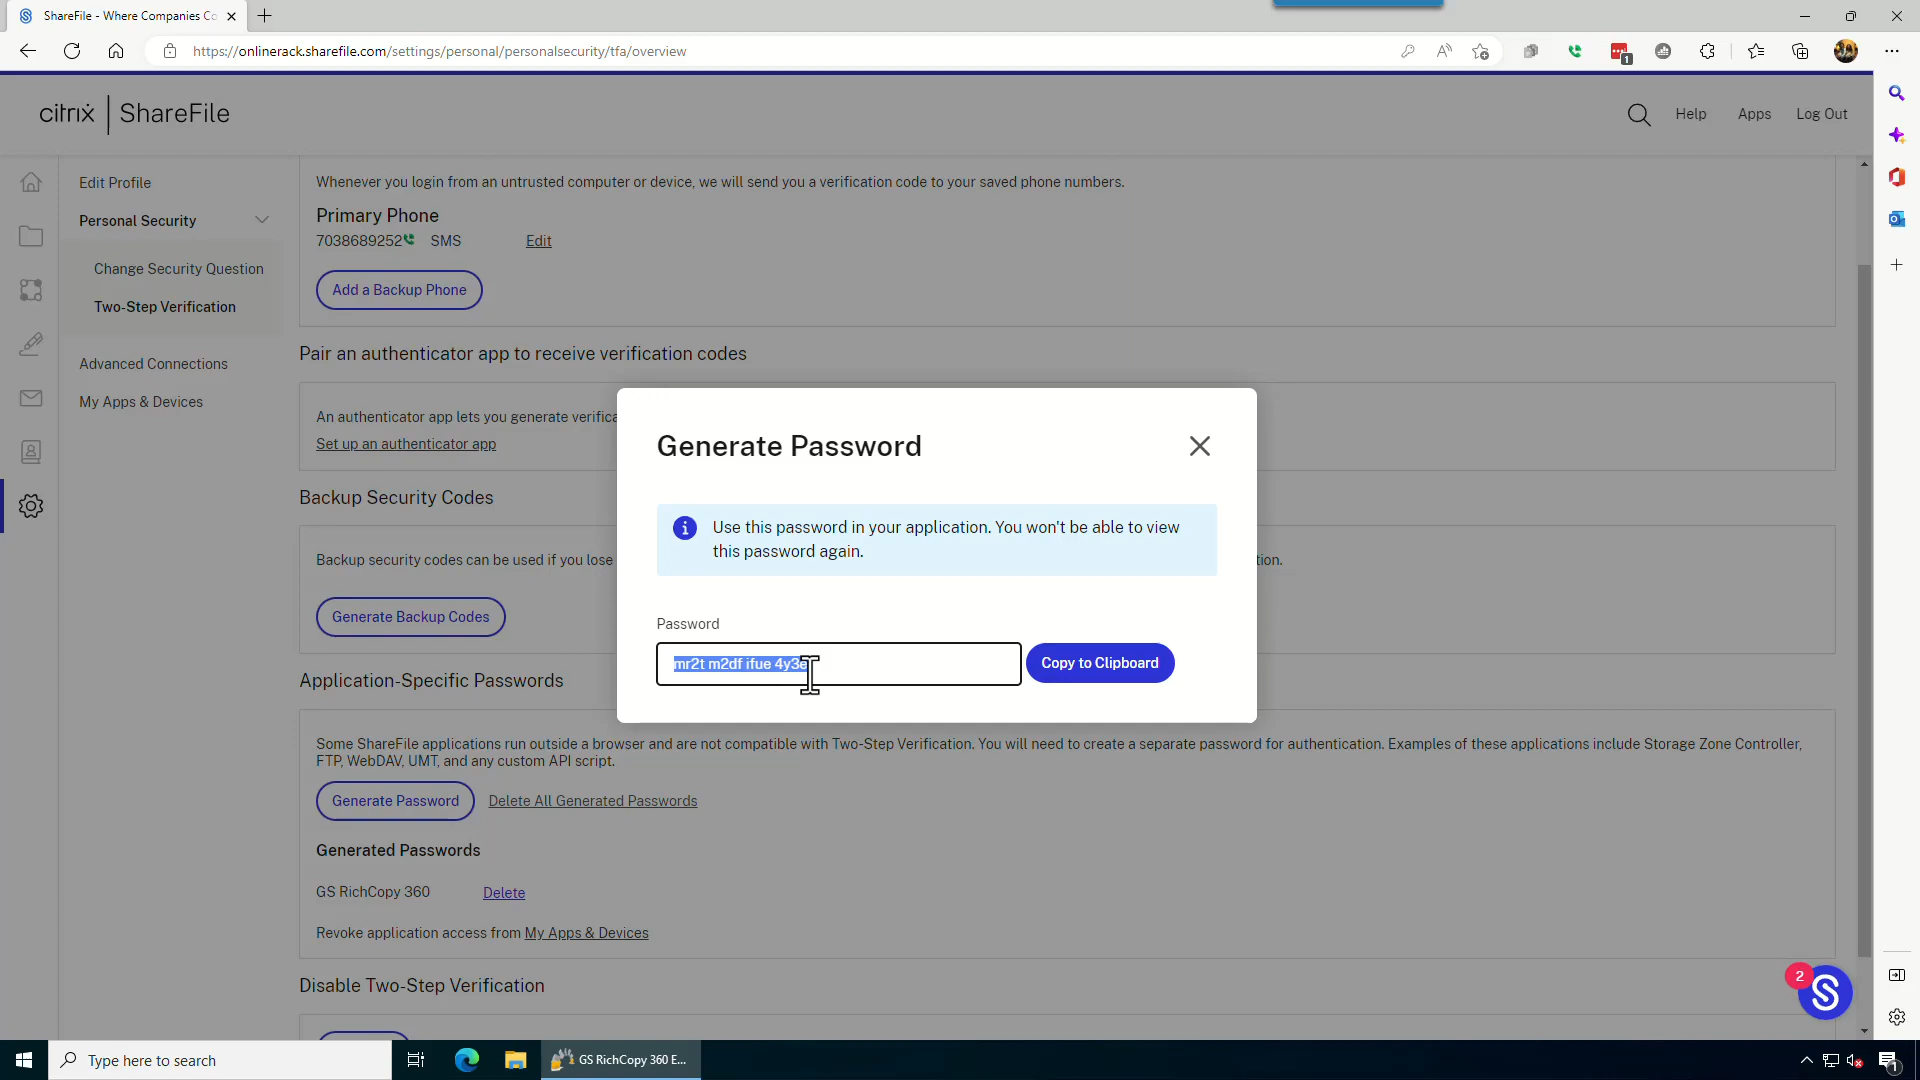 ShareFile - Where Companies Co
https://onlinerack.sharefile.com/settings/personal/personalsecurity/tfa/overview
1
citrix | ShareFile
Help
Apps
Log Out
Edit Profile
Personal Security
Change Security Question
Two-Step Verification
Advanced Connections
My Apps & Devices
Whenever you login from an untrusted computer or device, we will send you a verification code to your saved phone numbers.
Primary Phone
7038689252 SMS Edit
Add a Backup Phone
Pair an authenticator app to receive verification codes
An authenticator app lets you generate verifica
Set up an authenticator app
Backup Security Codes
Backup security codes can be used if you lose
tion.
Generate Backup Codes
Application-Specific Passwords
Some ShareFile applications run outside a browser and are not compatible with Two-Step Verification. You will need to create a separate password for authentication. Examples of these applications include Storage Zone Controller,
FTP, WebDAV, UMT, and any custom API script.
Generate Password
Delete All Generated Passwords
Generated Passwords
GS RichCopy 360 Delete
Revoke application access from My Apps & Devices
Disable Two-Step Verification
Generate Password
Use this password in your application. You won't be able to view
this password again.
Password
mr2t m2df ifue 4y3e
Copy to Clipboard
2
Type here to search
GS RichCopy 360 E...
1